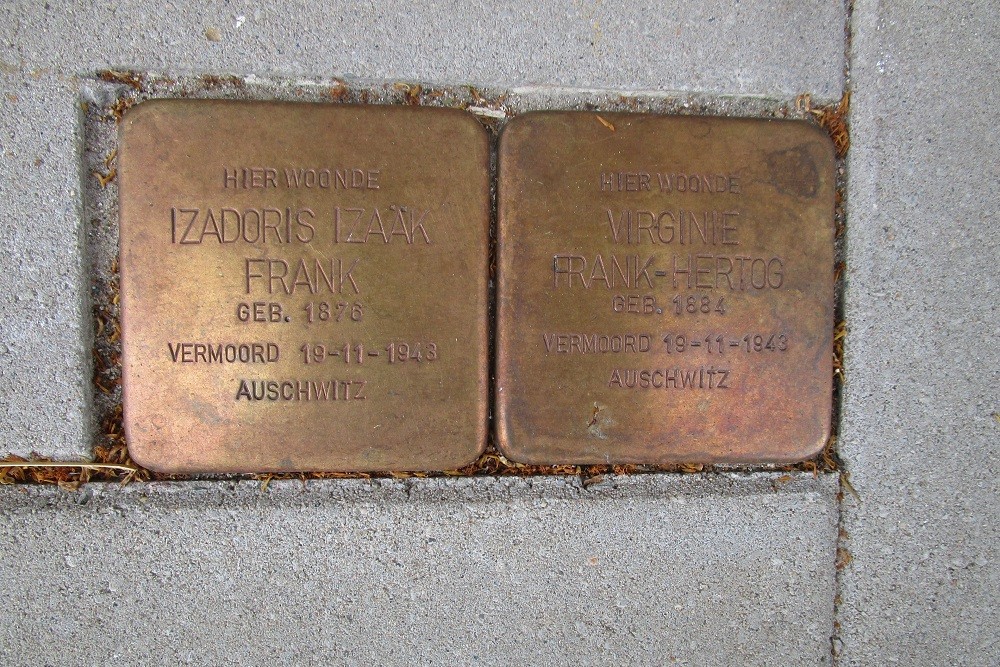 HIER WOONDE
IZADORIS IZAÄK
FRANK
GEB. 1876
VERMOORD 19-11-1943
AUSCHWITZ
HIER WOONDE
VIRGINIE
FRANK-HERTOG
GEB. 1884
VERMOORD 19-11-1943
AUSCHWITZ